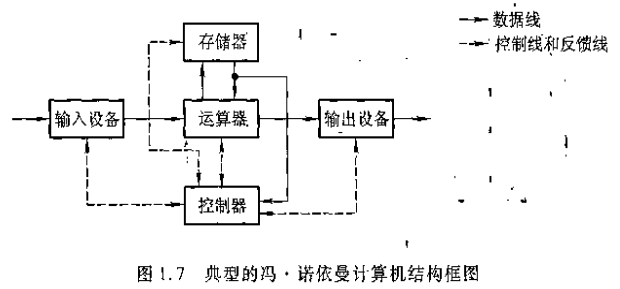 存储器
数据线
控制线和反馈线
输入设备
运算器
输出设备
控制器
图1.7 典型的冯·诺依曼计算机结构框图